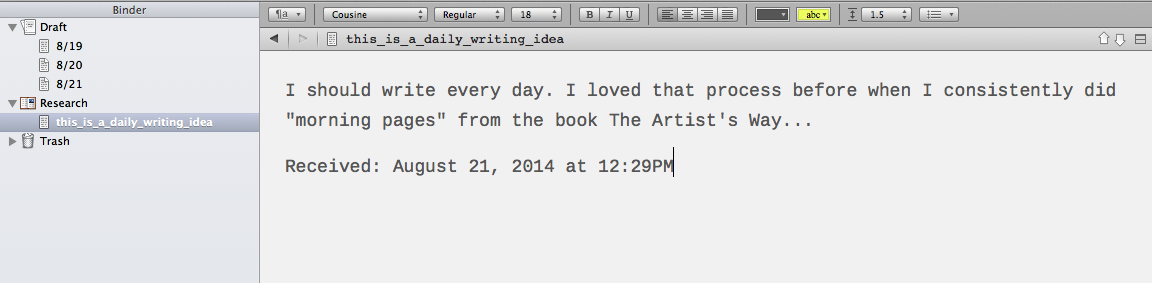 Binder
Draft
8/19
8/20
8/21
Research
this_is_a_daily_writing_idea
Trash
¶a Cousine Regular 18 B I U abc 1.5
this_is_a_daily_writing_idea
I should write every day. I loved that process before when I consistently did
"morning pages" from the book The Artist's Way...
Received: August 21, 2014 at 12:29PM